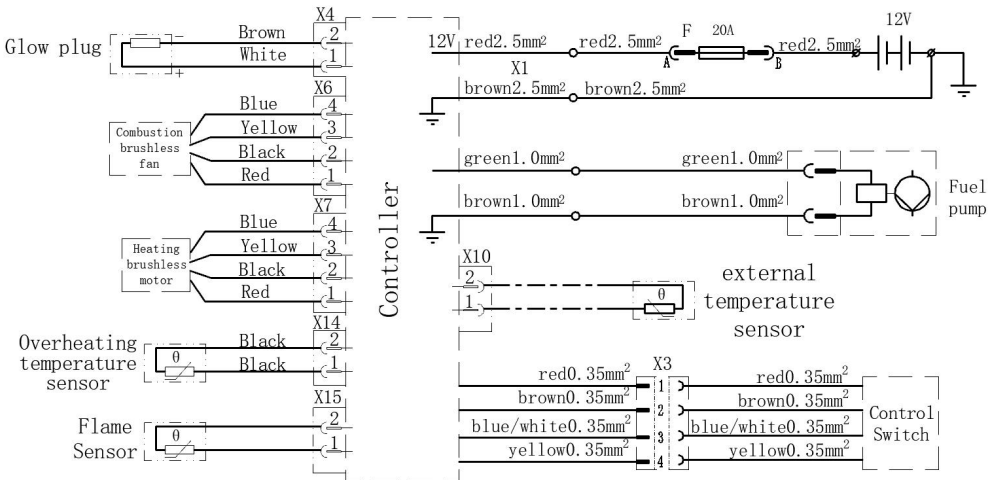 X4
Glow plug
Brown 2
White 1
- +
X6
Combustion
brushless
fan
Blue 4
Yellow 3
Black 2
Red 1
X7
Heating
brushless
motor
Blue 4
Yellow 3
Black 2
Red 1
X14
Overheating
temperature
sensor
θ
Black 2
Black 1
X15
Flame
Sensor
θ
2
1
Controller
12V red2.5mm² red2.5mm² A F 20A B red2.5mm² 12V
X1
brown2.5mm² brown2.5mm²
green1.0mm² green1.0mm²
brown1.0mm² brown1.0mm²
Fuel
pump
X10
2
1
θ
external
temperature
sensor
X3
red0.35mm² 1 red0.35mm²
brown0.35mm² 2 brown0.35mm²
blue/white0.35mm² 3 blue/white0.35mm²
yellow0.35mm² 4 yellow0.35mm²
Control
Switch